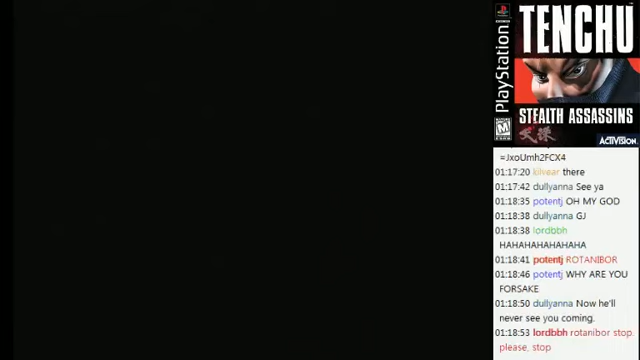 PlayStation
TENCHU
STEALTH ASSASSINS
M
ACTIVISION.
=JxoUmh2FCX4
01:17:20 kilvear there
01:17:42 dullyanna See ya
01:18:35 potentj OH MY GOD
01:18:38 dullyanna GJ
01:18:38 lordbbh
HAHAHAHAHAHAHA
01:18:41 potentj ROTANIBOR
01:18:46 potentj WHY ARE YOU
FORSAKE
01:18:50 dullyanna Now he'll
never see you coming.
01:18:53 lordbbh rotanibor stop.
please, stop